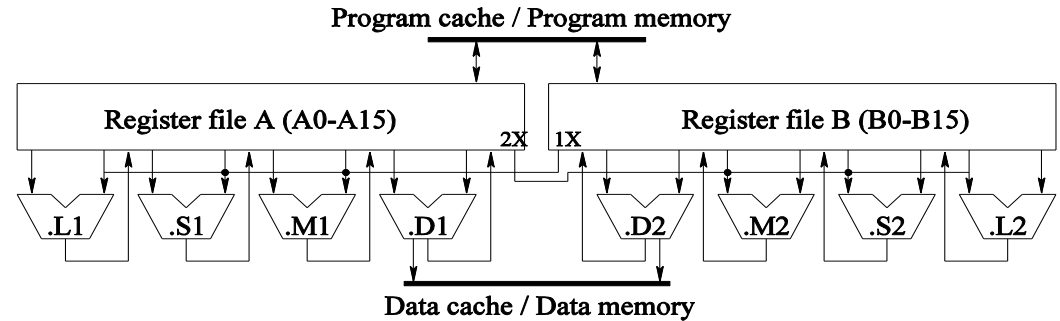 Program cache / Program memory
Register file A (A0-A15)
Register file B (B0-B15)
2X
1X
.L1
.S1
.M1
.D1
.D2
.M2
.S2
.L2
Data cache / Data memory